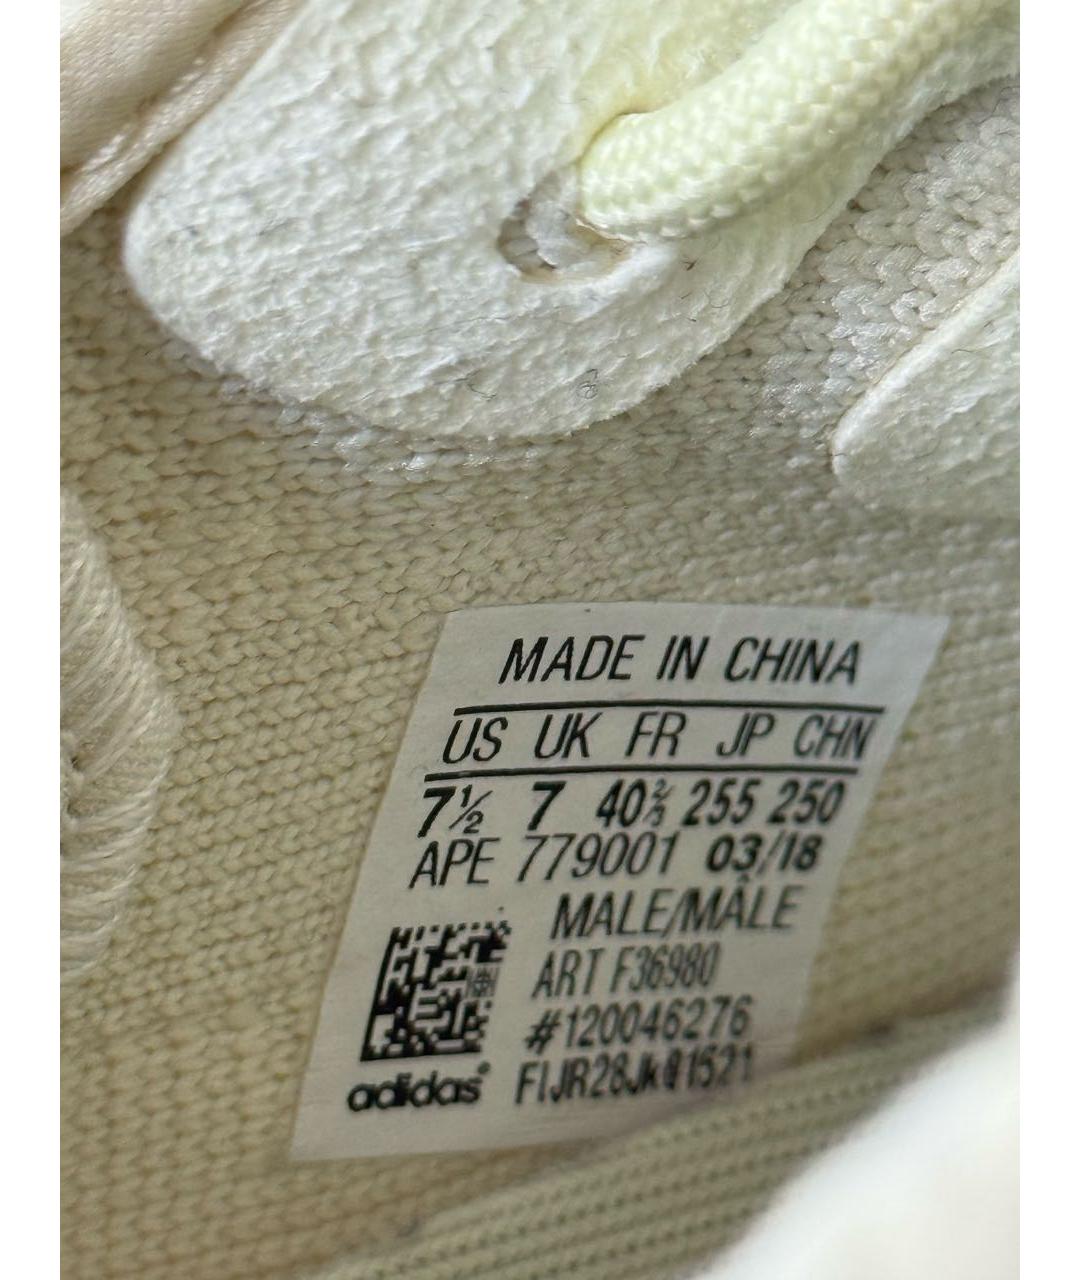 MADE IN CHINA
US UK FR JP CHN
7½ 7 40⅔ 255 250
APE 779001 03/18
MALE/MÂLE
ART F36980
#120046276
adidas®